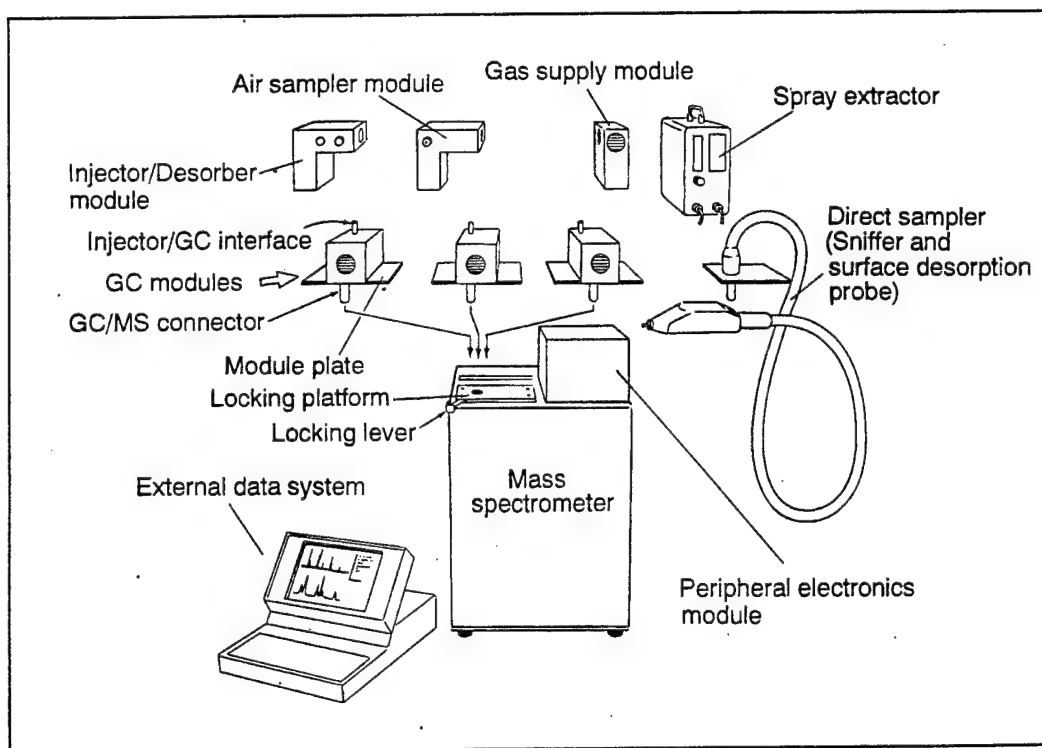 Gas supply module
Air sampler module
Spray extractor
Injector/Desorber
module
Direct sampler
(Sniffer and
surface desorption
probe)
Injector/GC interface
GC modules
GC/MS connector
Module plate
Locking platform
Locking lever
Mass
spectrometer
External data system
Peripheral electronics
module